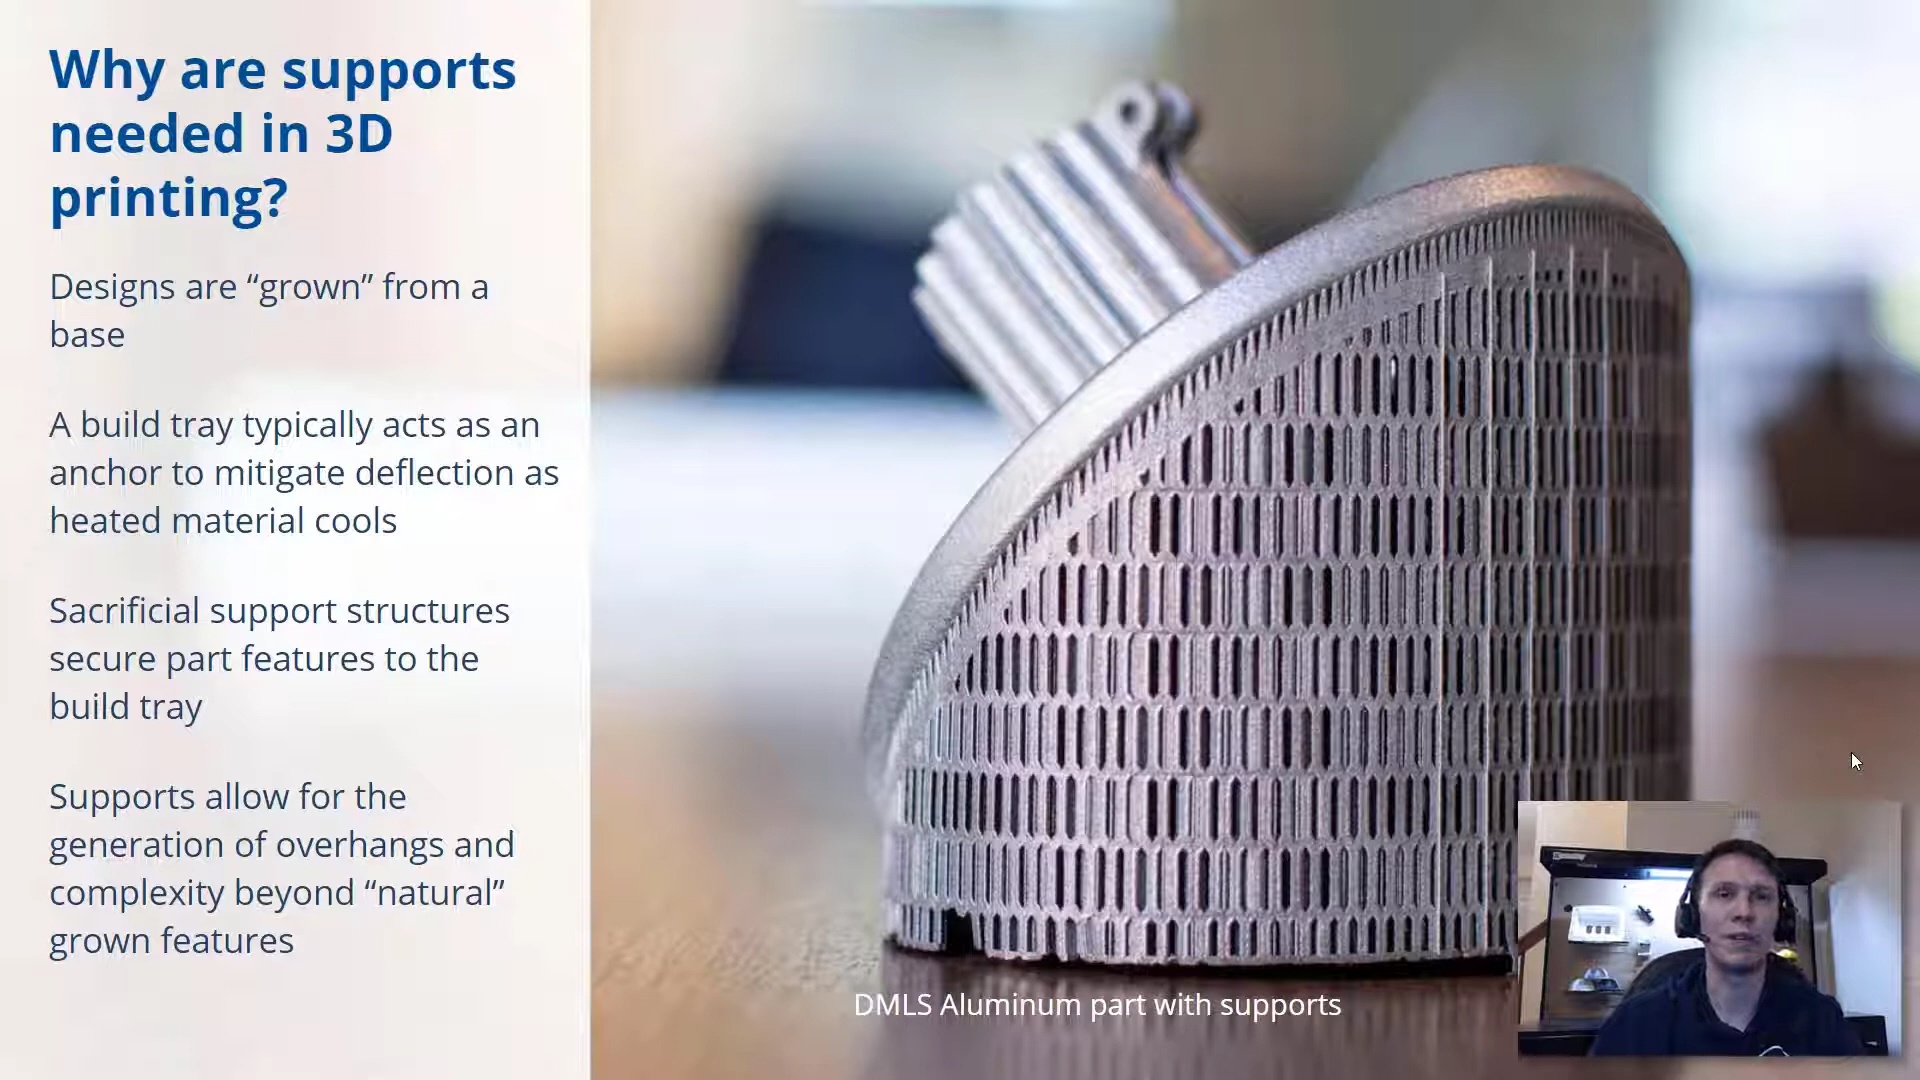 Why are supports
needed in 3D
printing?
Designs are “grown” from a
base
A build tray typically acts as an
anchor to mitigate deflection as
heated material cools
Sacrificial support structures
secure part features to the
build tray
Supports allow for the
generation of overhangs and
complexity beyond “natural”
grown features
DMLS Aluminum part with supports